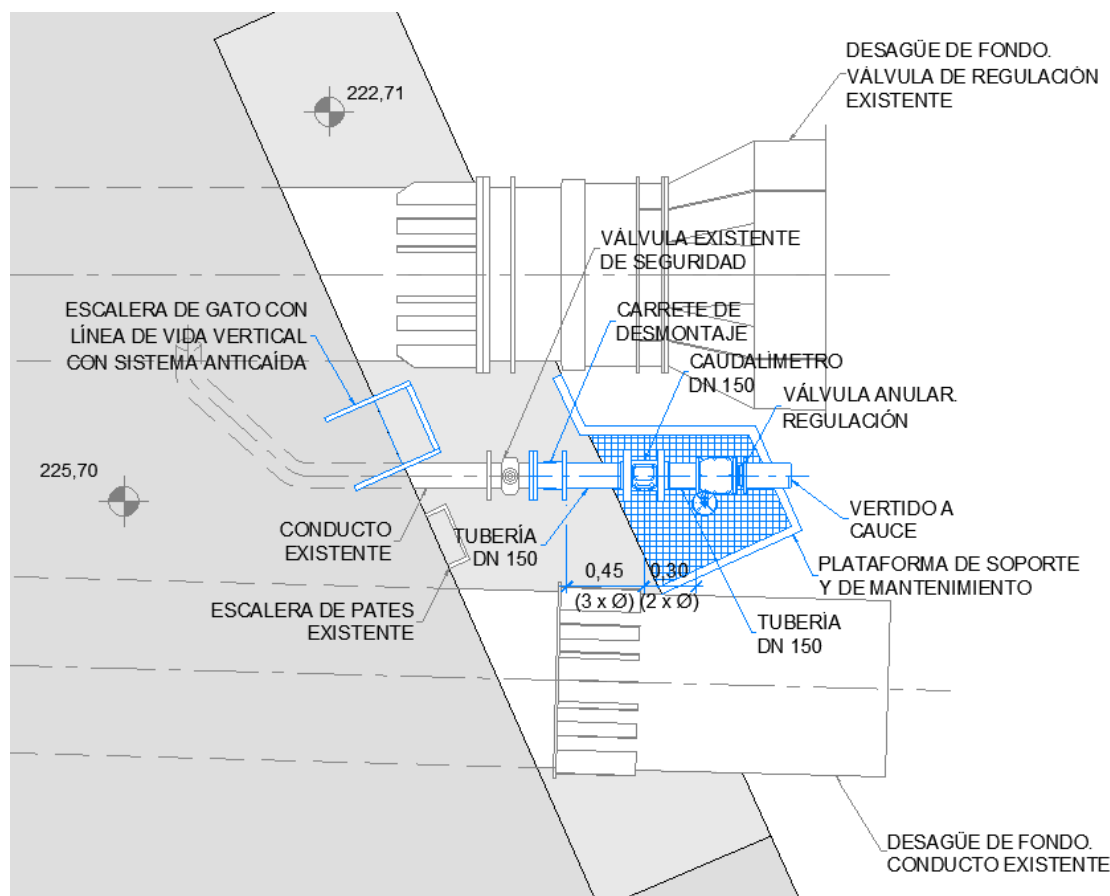 DESAGÜE DE FONDO.
VÁLVULA DE REGULACIÓN
EXISTENTE
222,71
VÁLVULA EXISTENTE
DE SEGURIDAD
ESCALERA DE GATO CON
LÍNEA DE VIDA VERTICAL
CON SISTEMA ANTICAÍDA
CARRETE DE
DESMONTAJE
CAUDALÍMETRO
DN 150
VÁLVULA ANULAR.
REGULACIÓN
225,70
CONDUCTO
EXISTENTE
TUBERÍA
DN 150
VERTIDO A
CAUCE
0,45
0,30
(3 x Ø)
(2 x Ø)
PLATAFORMA DE SOPORTE
Y DE MANTENIMIENTO
ESCALERA DE PATES
EXISTENTE
TUBERÍA
DN 150
DESAGÜE DE FONDO.
CONDUCTO EXISTENTE